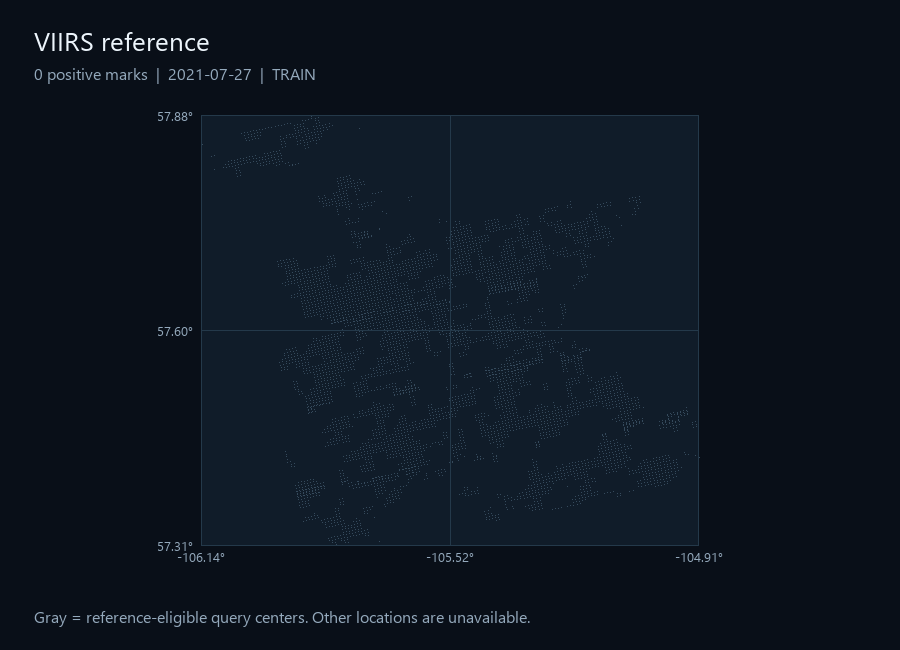 VIIRS reference
0 positive marks | 2021-07-27 | TRAIN
57.88°
57.60°
57.31°
-106.14°
-105.52°
-104.91°
Gray = reference-eligible query centers. Other locations are unavailable.